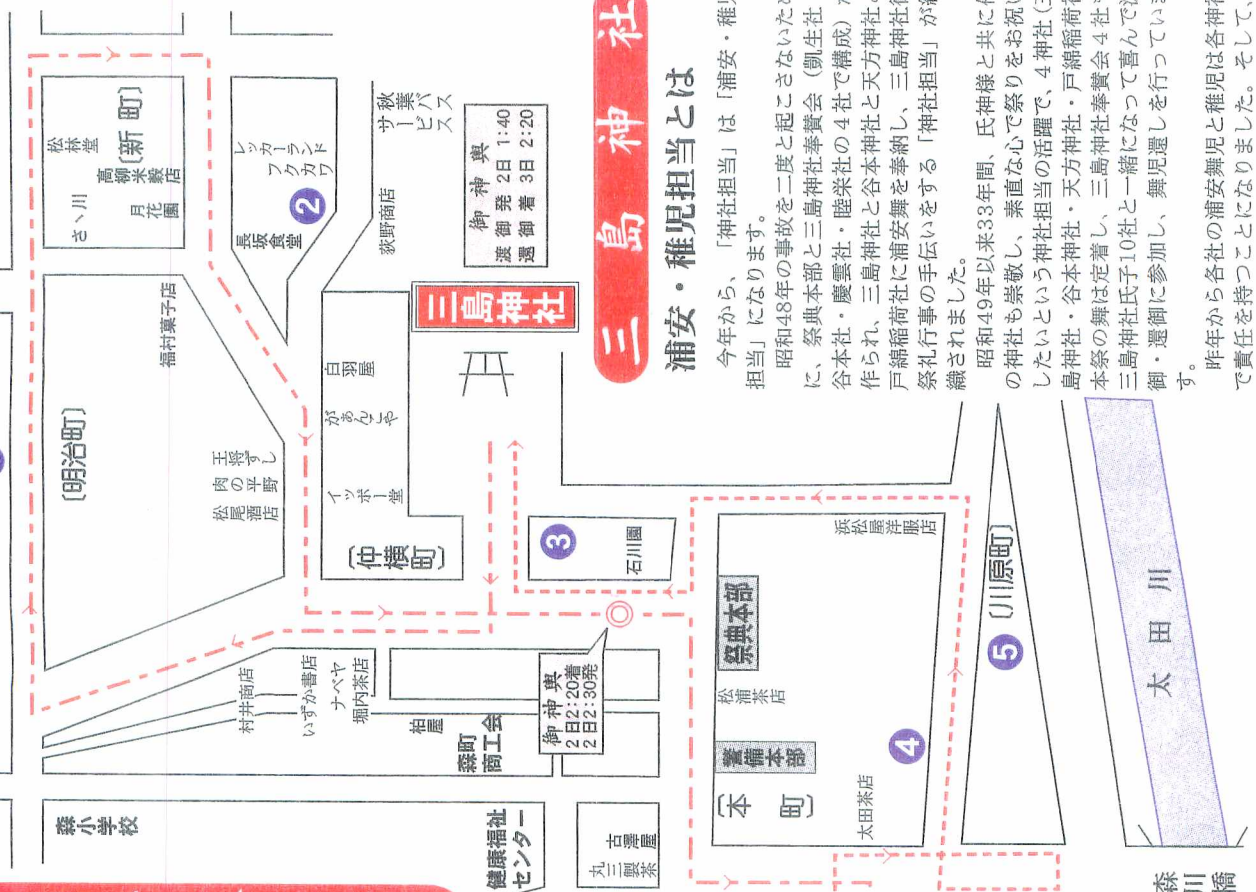 森小学校
〔明治町〕
福村菓子店
王将ずし
肉の平野
松尾酒店
さゝ川
松林堂
〔新町〕
高柳米穀店
月花園
レッカーランド
フクカワ
長坂食堂
2
秋葉バス
サービス
荻野商店
御神輿
渡御発 2日 1:40
還御着 3日 2:20
三島神社
白羽屋
があんこや
イッポー堂
〔仲横町〕
村井商店
いずか書店
ナベヤ
堀内茶店
柏屋
森町
商工会
御神輿
2日2:20着
2日2:30発
健康福祉
センター
古澤屋
丸三製茶
3
石川園
浜松屋洋服店
祭典本部
松浦茶店
警備本部
〔本町〕
太田茶店
4
5
〔川原町〕
太田川
森川橋
三島神社
浦安・稚児担当とは
今年から、「神社担当」は「浦安・稚児
担当」になります。
昭和48年の事故を二度と起こさないた
に、祭典本部と三島神社奉賛会(凱生社
谷本社・慶雲社・睦栄社の4社で構成)
作られ、三島神社と谷本神社と天方神社
戸綿稲荷社に浦安舞を奉納し、三島神社
祭礼行事の手伝いをする「神社担当」が
織されました。
昭和49年以来33年間、氏神様と共に
の神社も崇敬し、素直な心で祭りをお祝い
したいという神社担当の活躍で、4神社(
島神社・谷本神社・天方神社・戸綿稲荷
本祭の舞は定着し、三島神社奉賛会4社
三島神社氏子10社と一緒になって喜んで
御・還御に参加し、舞児還しを行っていま
す。
昨年から各社の浦安舞児と稚児は各神
で責任を持つことになりました。そして、